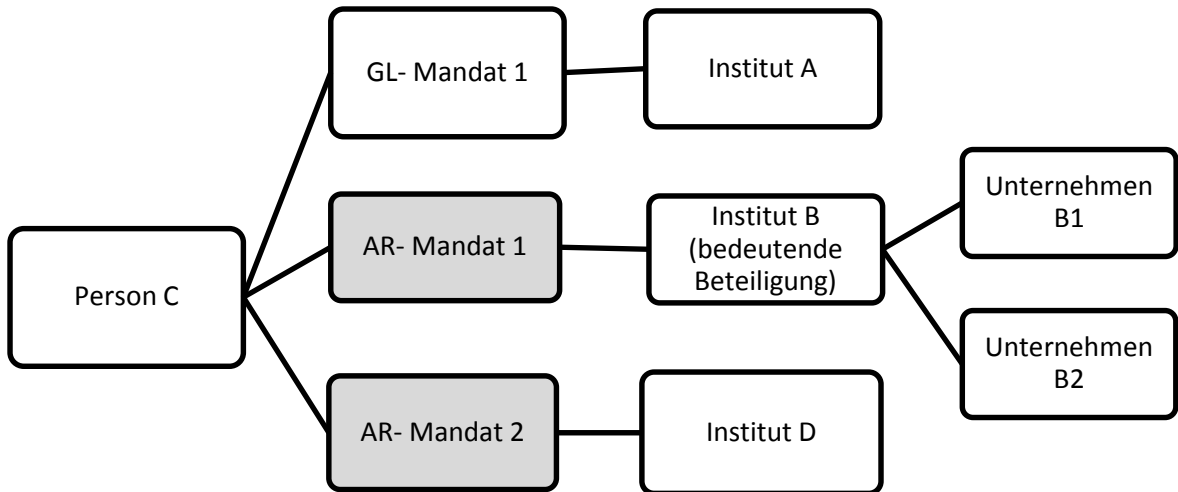 GL- Mandat 1
Institut A
Unternehmen
B1
Person C
AR- Mandat 1
Institut B
(bedeutende
Beteiligung)
Unternehmen
B2
AR- Mandat 2
Institut D